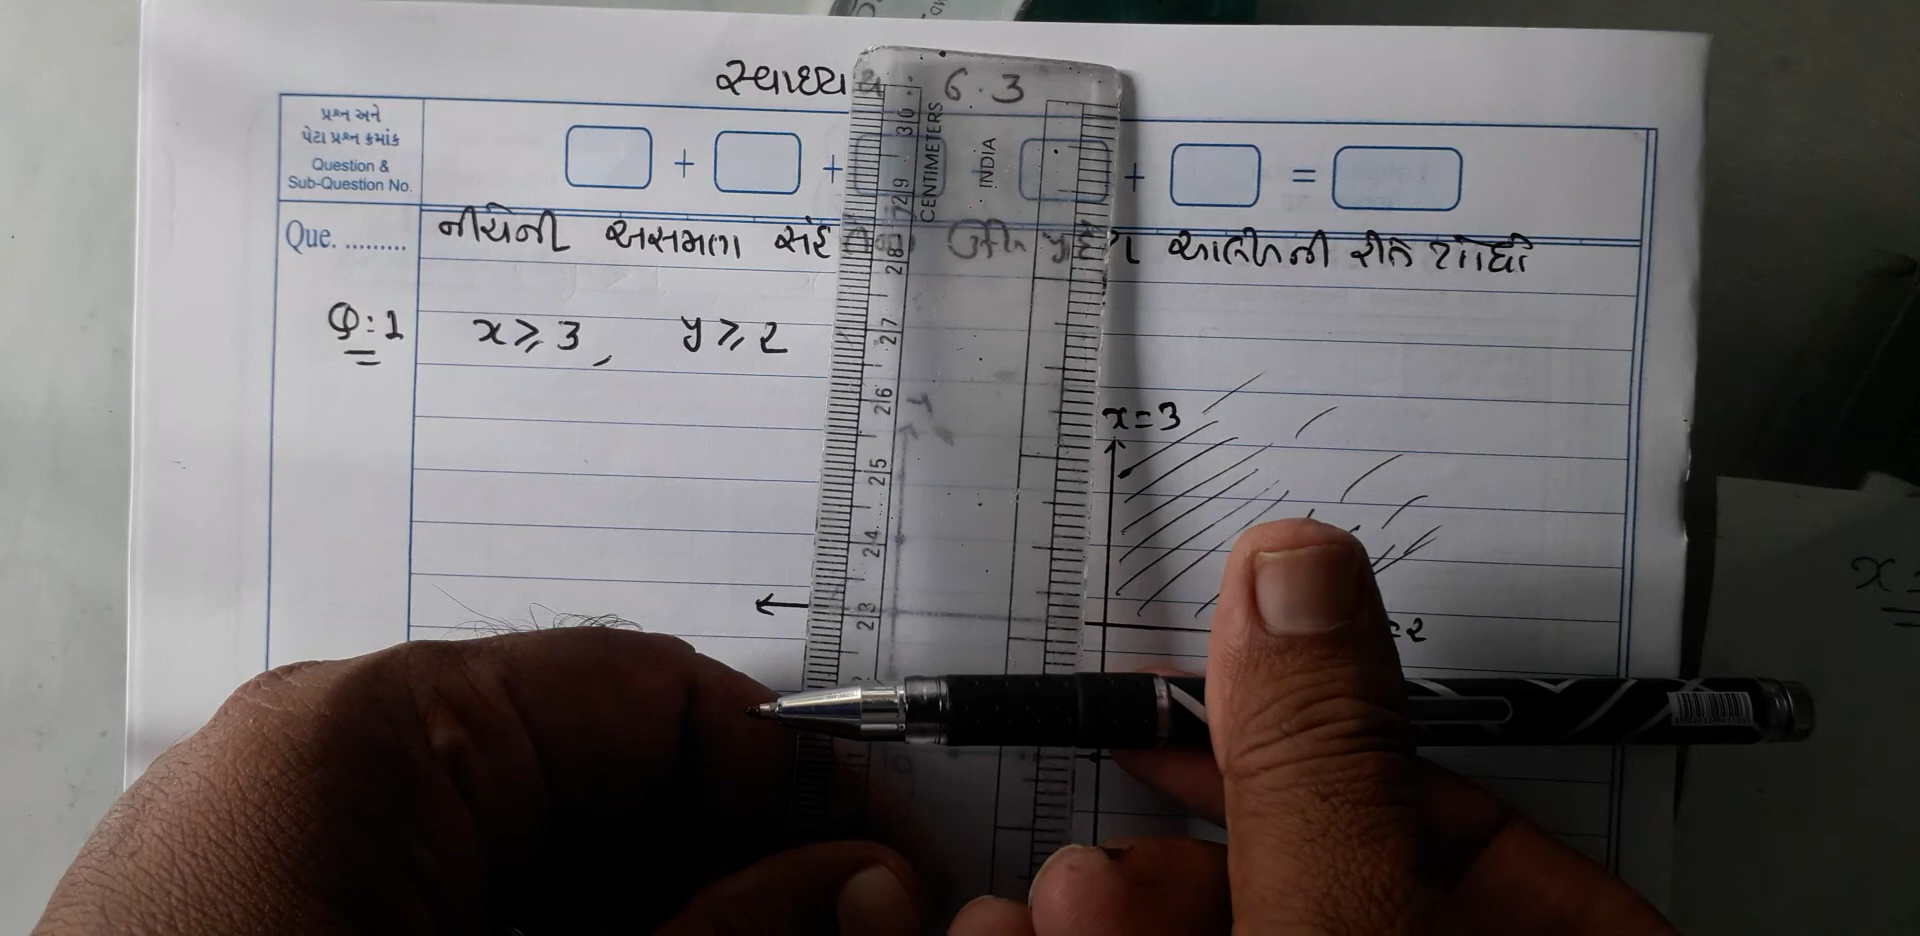 સ્વાધ્યાય 6.3
પ્રશ્ન અને
પેટા પ્રશ્ન ક્રમાંક
Question &
Sub-Question No.
+ + + =
Que. .........
નીચેની અસમતા આલેખની રીતે શોધો
Q:1 x ⩾ 3, y ⩾ 2
x=3
=2
x=
CENTIMETERS
INDIA
30 29 28 27 26 25 24 23